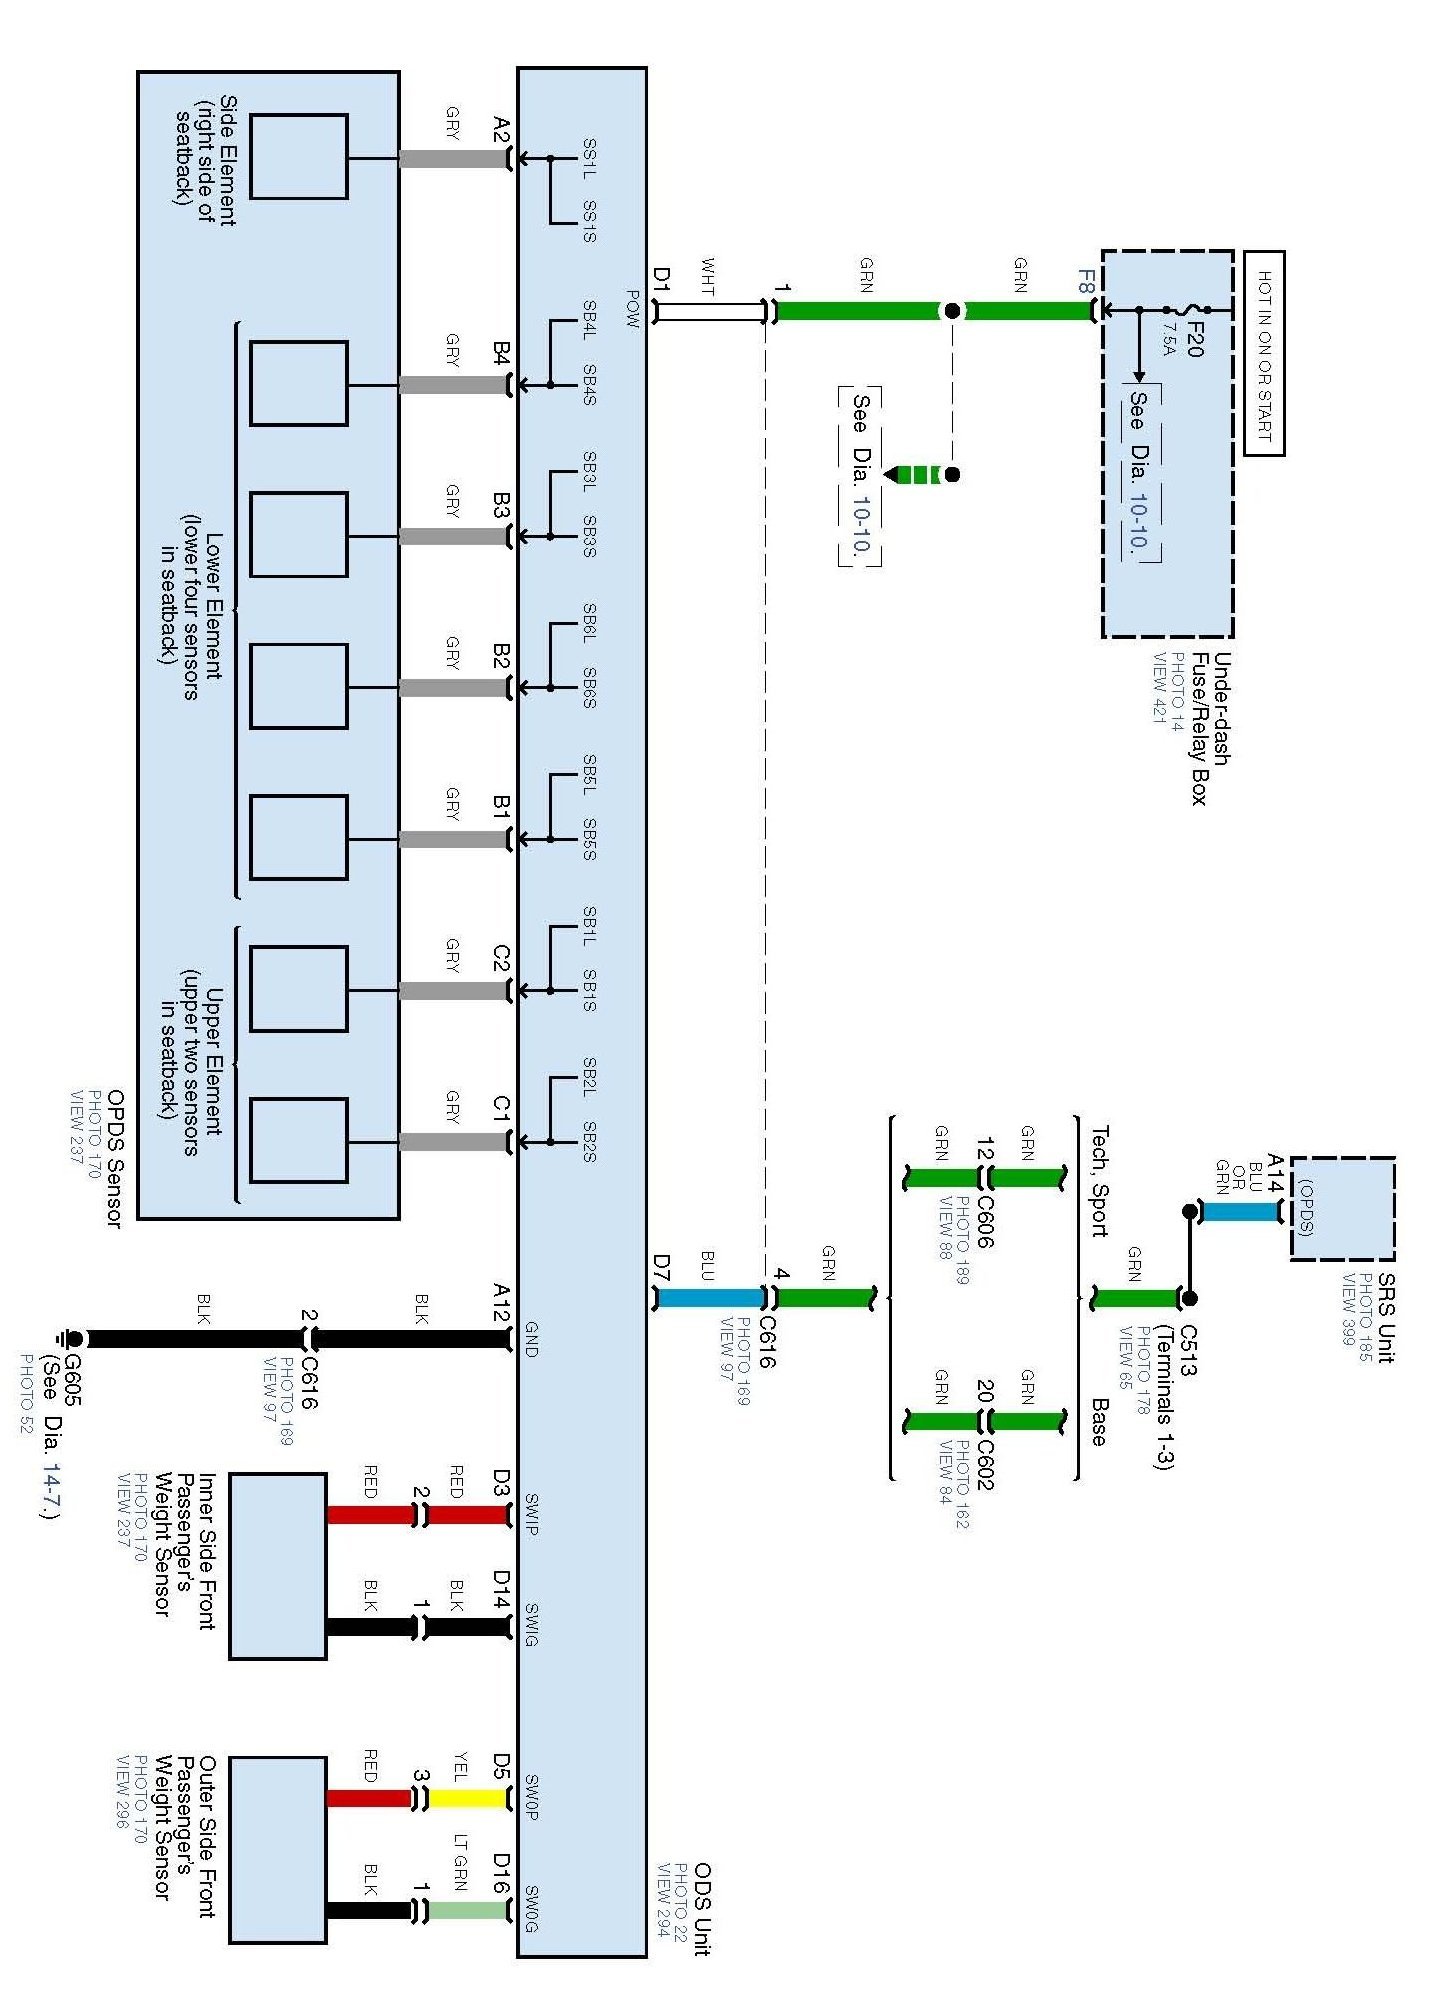 HOT IN ON OR START
F20
7.5A
See Dia. 10-10.
Under-dash
Fuse/Relay Box
PHOTO 14
VIEW 421
F8
GRN
GRN
See Dia. 10-10.
1
WHT
D1
POW
(OPDS)
SRS Unit
PHOTO 185
VIEW 399
A14
BLU
OR
GRN
C513
(Terminals 1-3)
PHOTO 178
VIEW 65
GRN
Tech, Sport
Base
GRN
12
C606
PHOTO 189
VIEW 88
GRN
GRN
20
C602
PHOTO 162
VIEW 84
GRN
GRN
4
C616
PHOTO 169
VIEW 97
BLU
D7
ODS Unit
PHOTO 22
VIEW 294
SS1L
SS1S
SB4L
SB4S
SB3L
SB3S
SB6L
SB6S
SB5L
SB5S
SB1L
SB1S
SB2L
SB2S
GND
SWIP
SWIG
SW0P
SW0G
A2
B4
B3
B2
B1
C2
C1
A12
D3
D14
D5
D16
GRY
GRY
GRY
GRY
GRY
GRY
GRY
BLK
RED
BLK
YEL
LT GRN
2
C616
PHOTO 169
VIEW 97
2
1
3
1
BLK
RED
BLK
RED
BLK
Side Element
(right side of
seatback)
Lower Element
(lower four sensors
in seatback)
Upper Element
(upper two sensors
in seatback)
OPDS Sensor
PHOTO 170
VIEW 237
G605
(See Dia. 14-7.)
PHOTO 52
Inner Side Front
Passenger's
Weight Sensor
PHOTO 170
VIEW 237
Outer Side Front
Passenger's
Weight Sensor
PHOTO 170
VIEW 296